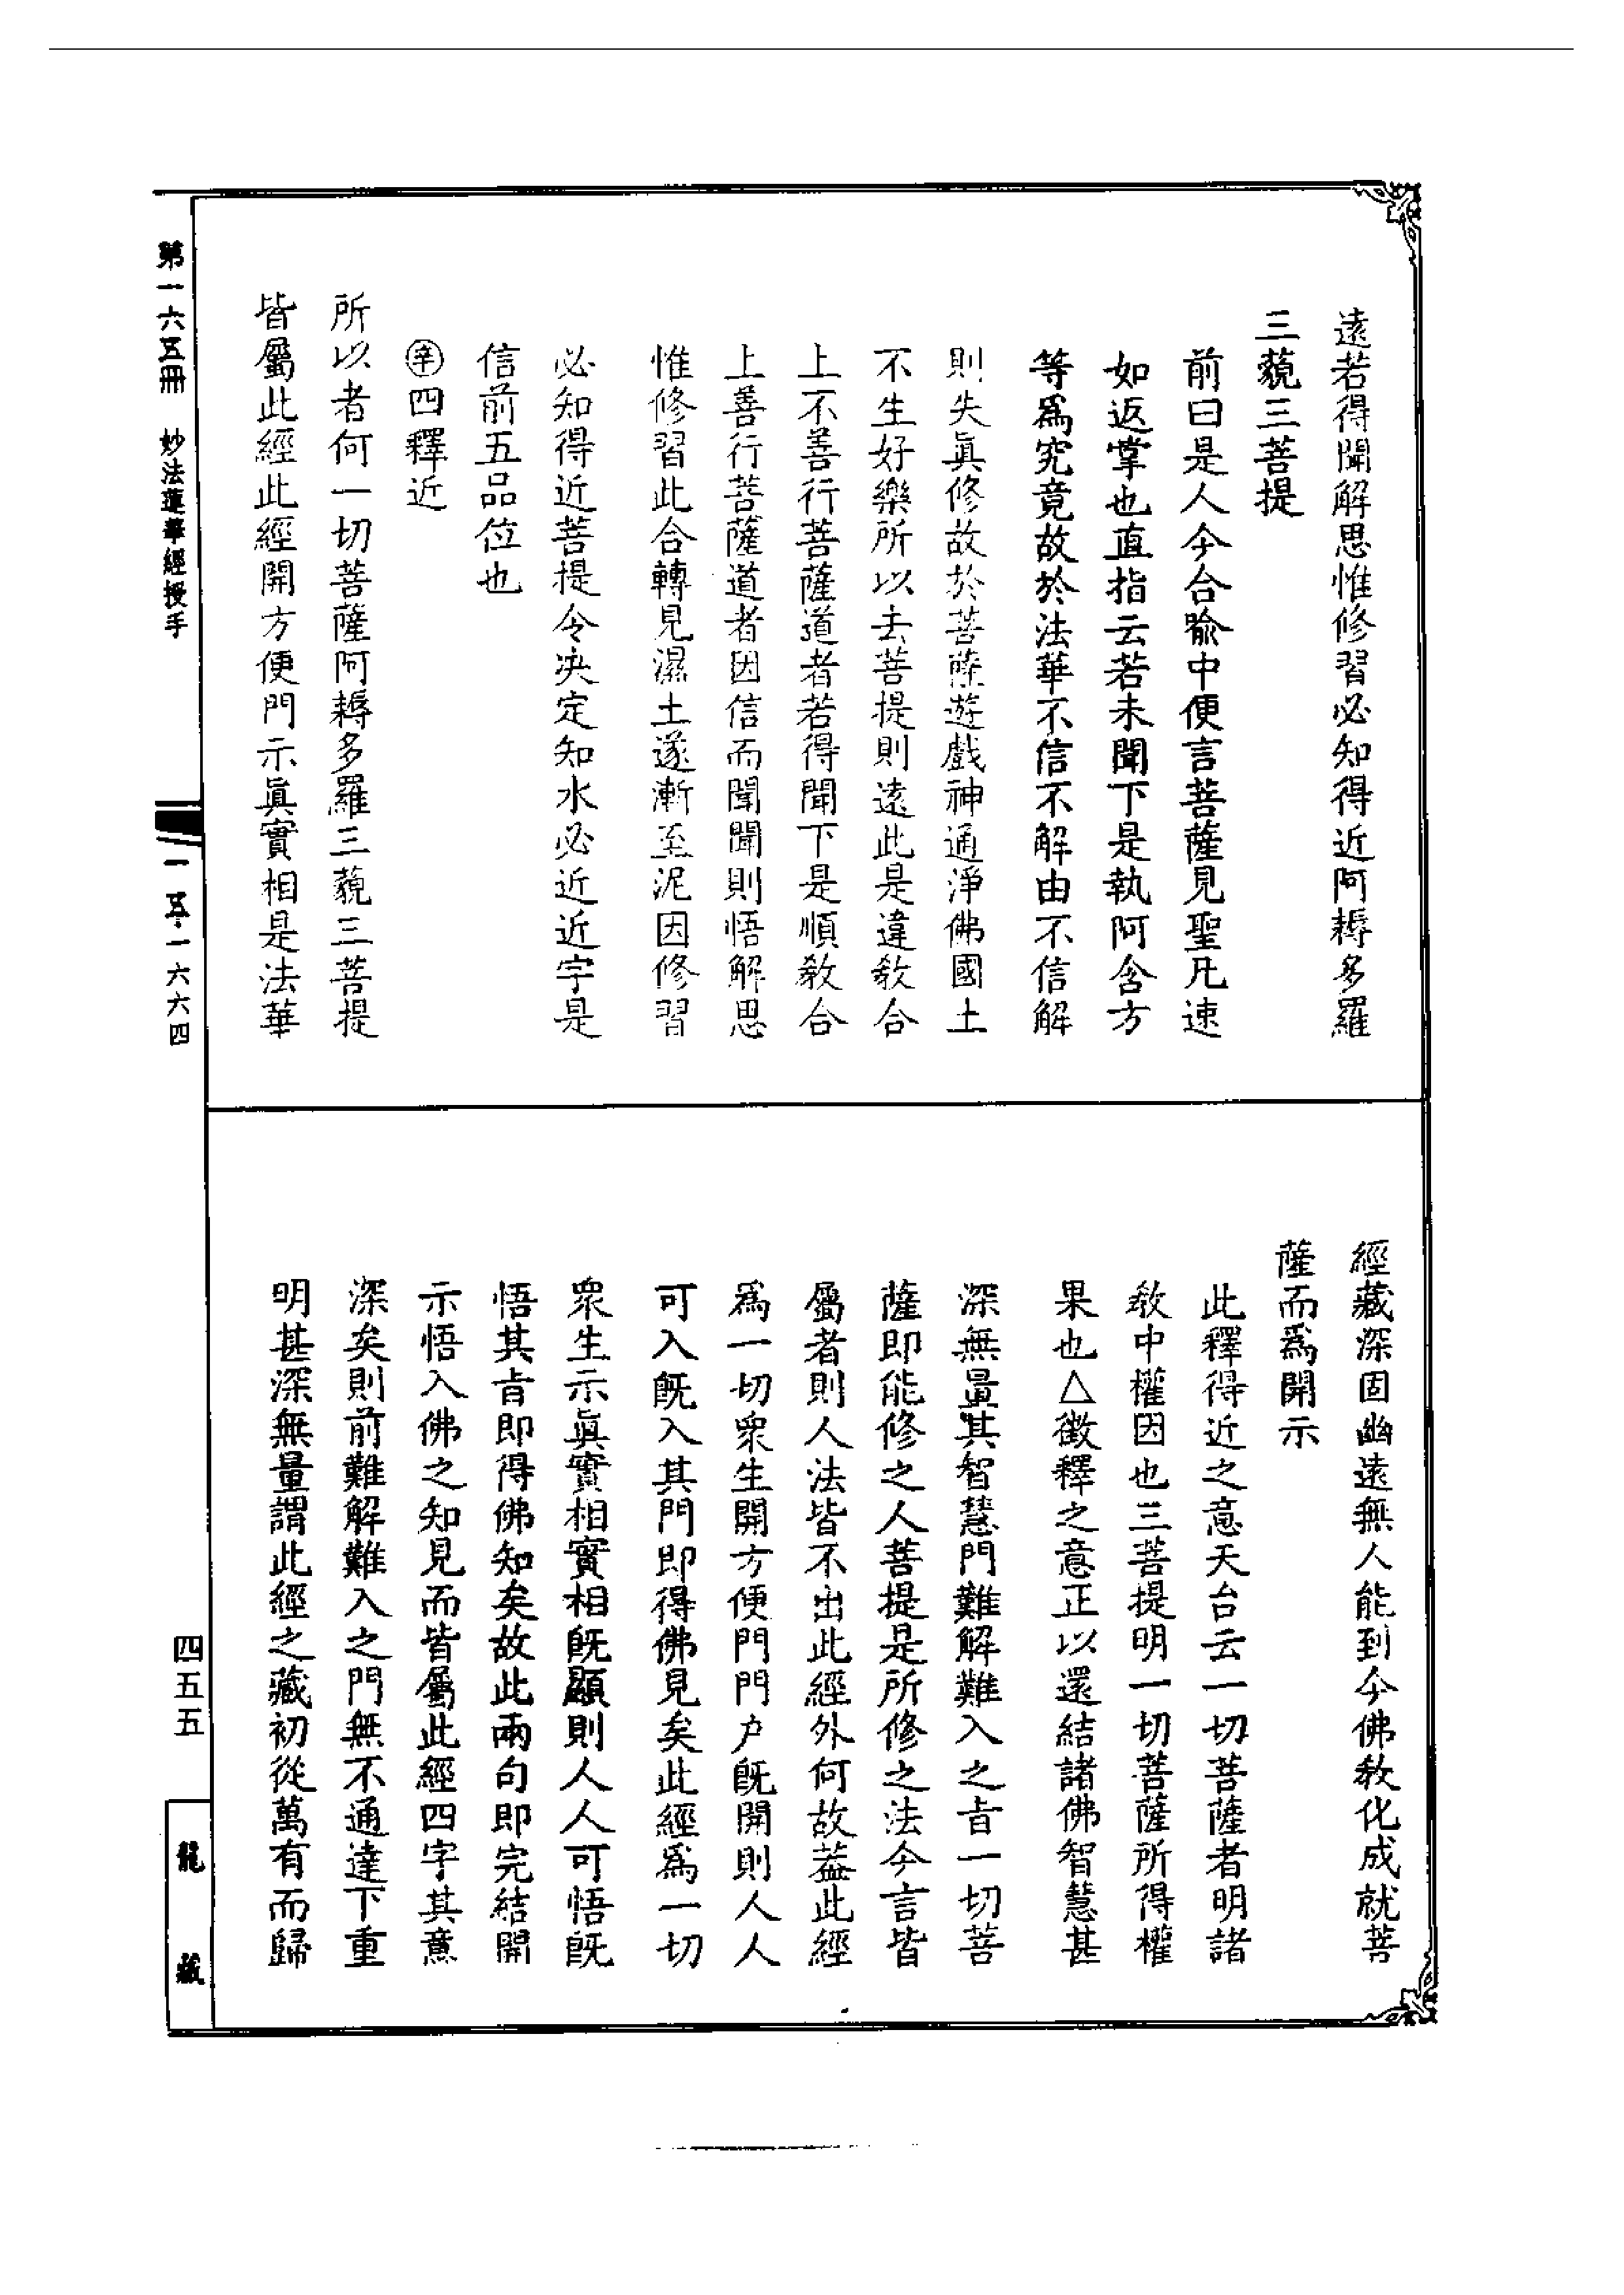 遠若得聞解思惟修習必知得近阿耨多羅
三藐三菩提
前曰是人今合喻中便言菩薩見聖凡速
如返掌也直指云若未聞下是執阿含方
等爲究竟故於法華不信不解由不信解
則失眞修故於菩薩遊戲神通淨佛國土
不生好樂所以去菩提則遠此是違敎合
上不善行菩薩道者若得聞下是順敎合
上善行菩薩道者因信而聞聞則悟解思
惟修習此合轉見濕土遂漸至泥因修習
必知得近菩提令决定知水必近近字是
信前五品位也
㊛四釋近
所以者何一切菩薩阿耨多羅三藐三菩提
皆屬此經此經開方便門示眞實相是法華
經藏深固幽遠無人能到今佛敎化成就菩
薩而爲開示
此釋得近之意天台云一切菩薩者明諸
敎中權因也三菩提明一切菩薩所得權
果也△徵釋之意正以還結諸佛智慧甚
深無量其智慧門難解難入之旨一切菩
薩即能修之人菩提是所修之法今言皆
屬者則人法皆不出此經外何故葢此經
爲一切衆生開方便門門户旣開則人人
可入旣入其門即得佛見矣此經爲一切
衆生示眞實相實相旣顯則人人可悟旣
悟其旨即得佛知矣故此兩句即完結開
示悟入佛之知見而皆屬此經四字其意
深矣則前難解難入之門無不通達下重
明甚深無量謂此經之藏初從萬有而歸
第一六五冊 妙法蓮華經授手
一五·一六六四
四五五
龍藏